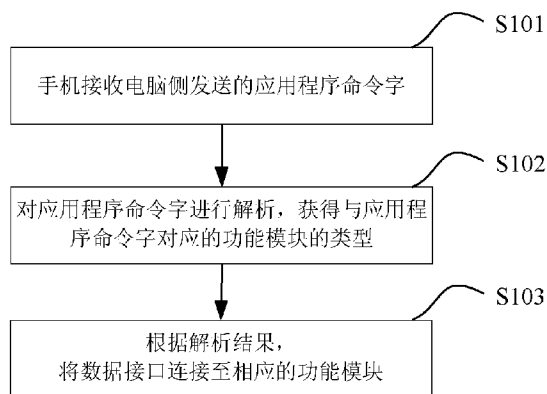 S101
手机接收电脑侧发送的应用程序命令字
S102
对应用程序命令字进行解析，获得与应用程
序命令字对应的功能模块的类型
S103
根据解析结果，
将数据接口连接至相应的功能模块